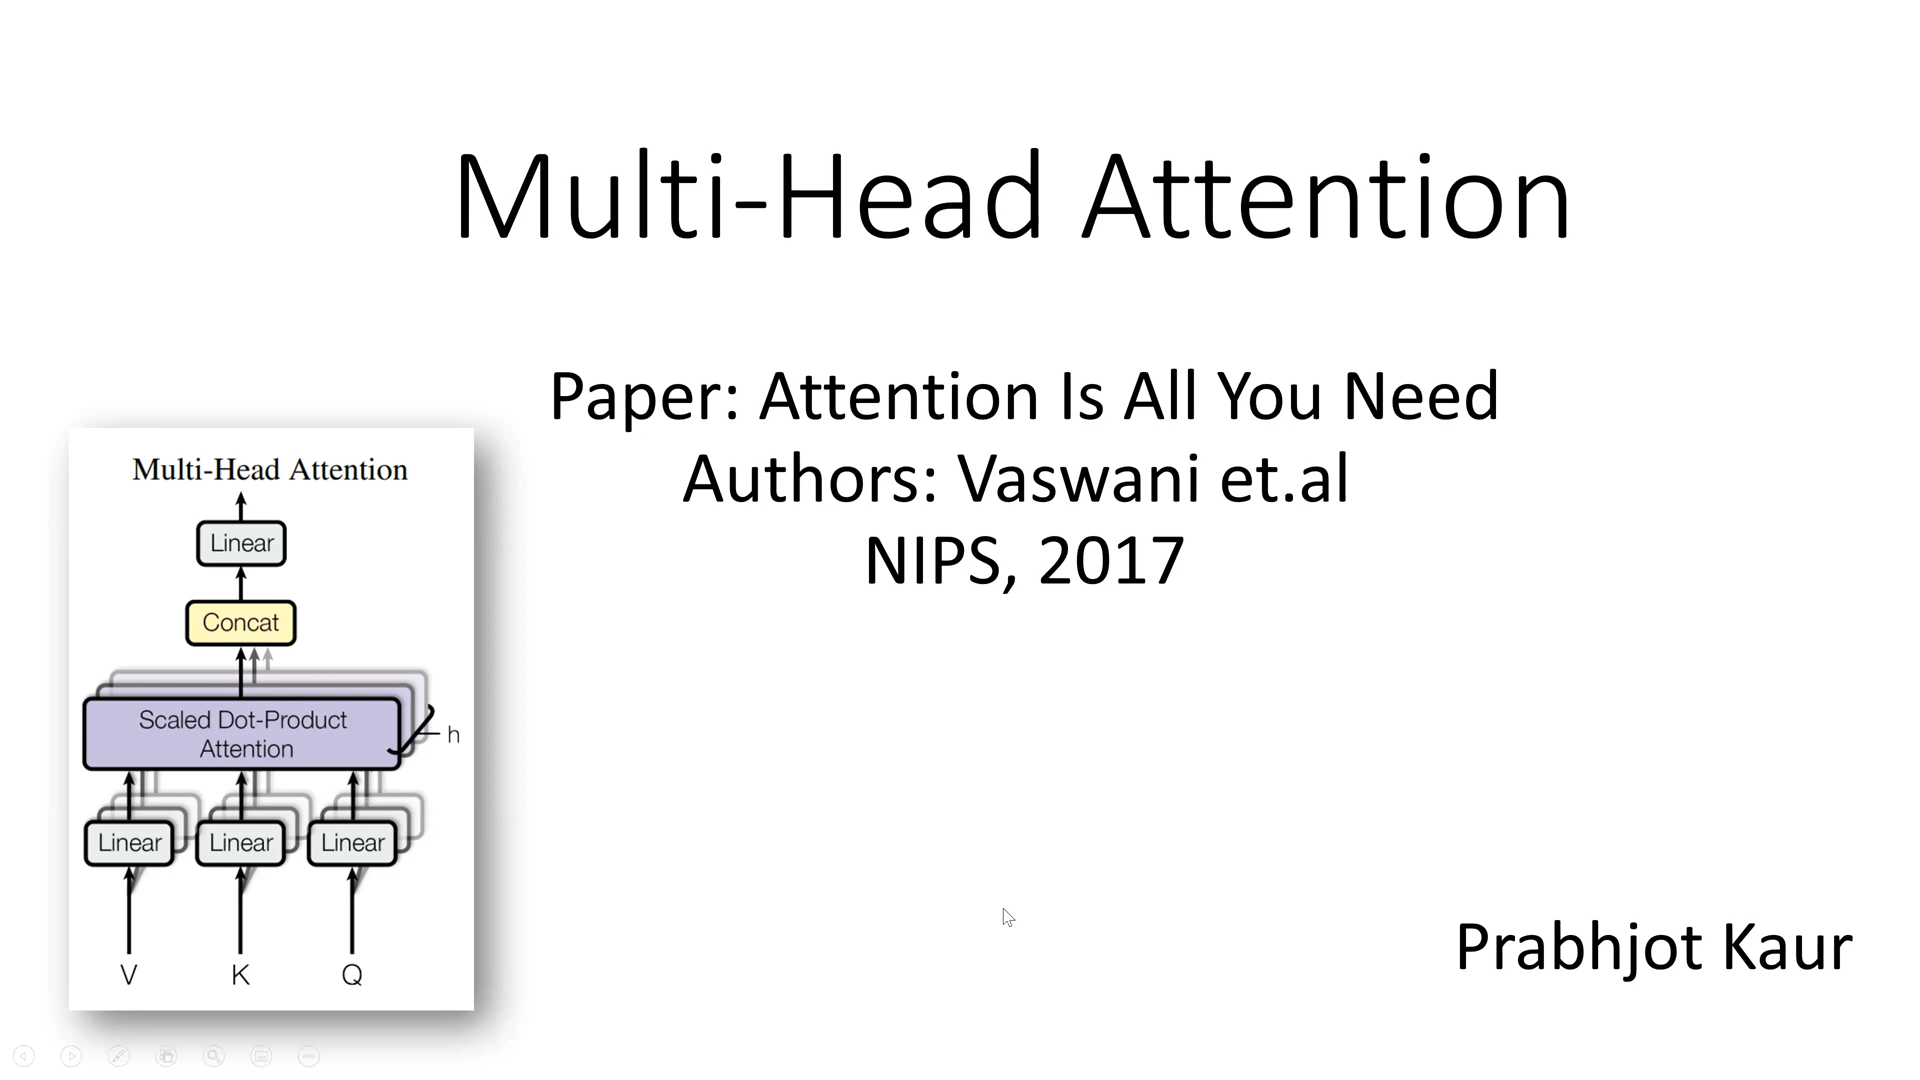 Multi-Head Attention
Paper: Attention Is All You Need
Authors: Vaswani et.al
NIPS, 2017
Multi-Head Attention
Linear
Concat
Scaled Dot-Product
Attention
h
Linear Linear Linear
V K Q
Prabhjot Kaur